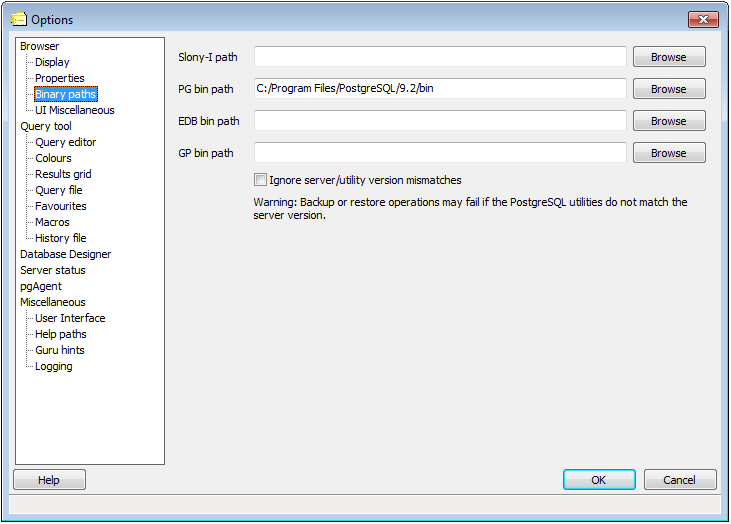 Options
Browser
Display
Properties
Binary paths
UI Miscellaneous
Query tool
Query editor
Colours
Results grid
Query file
Favourites
Macros
History file
Database Designer
Server status
pgAgent
Miscellaneous
User Interface
Help paths
Guru hints
Logging
Slony-I path
Browse
PG bin path
C:/Program Files/PostgreSQL/9.2/bin
Browse
EDB bin path
Browse
GP bin path
Browse
Ignore server/utility version mismatches
Warning: Backup or restore operations may fail if the PostgreSQL utilities do not match the
server version.
Help
OK
Cancel